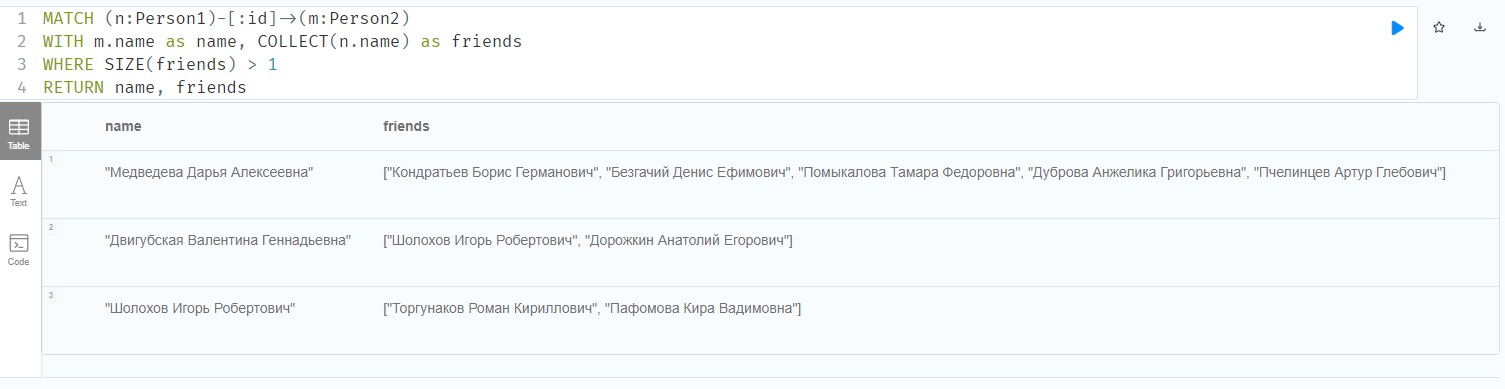 1 MATCH (n:Person1)-[:id]->(m:Person2)
2 WITH m.name as name, COLLECT(n.name) as friends
3 WHERE SIZE(friends) > 1
4 RETURN name, friends
Table
Text
Code
name friends
1 "Медведева Дарья Алексеевна" ["Кондратьев Борис Германович", "Безгачий Денис Ефимович", "Помыкалова Тамара Федоровна", "Дуброва Анжелика Григорьевна", "Пчелинцев Артур Глебович"]
2 "Двигубская Валентина Геннадьевна" ["Шолохов Игорь Робертович", "Дорожкин Анатолий Егорович"]
3 "Шолохов Игорь Робертович" ["Торгунаков Роман Кириллович", "Пафомова Кира Вадимовна"]